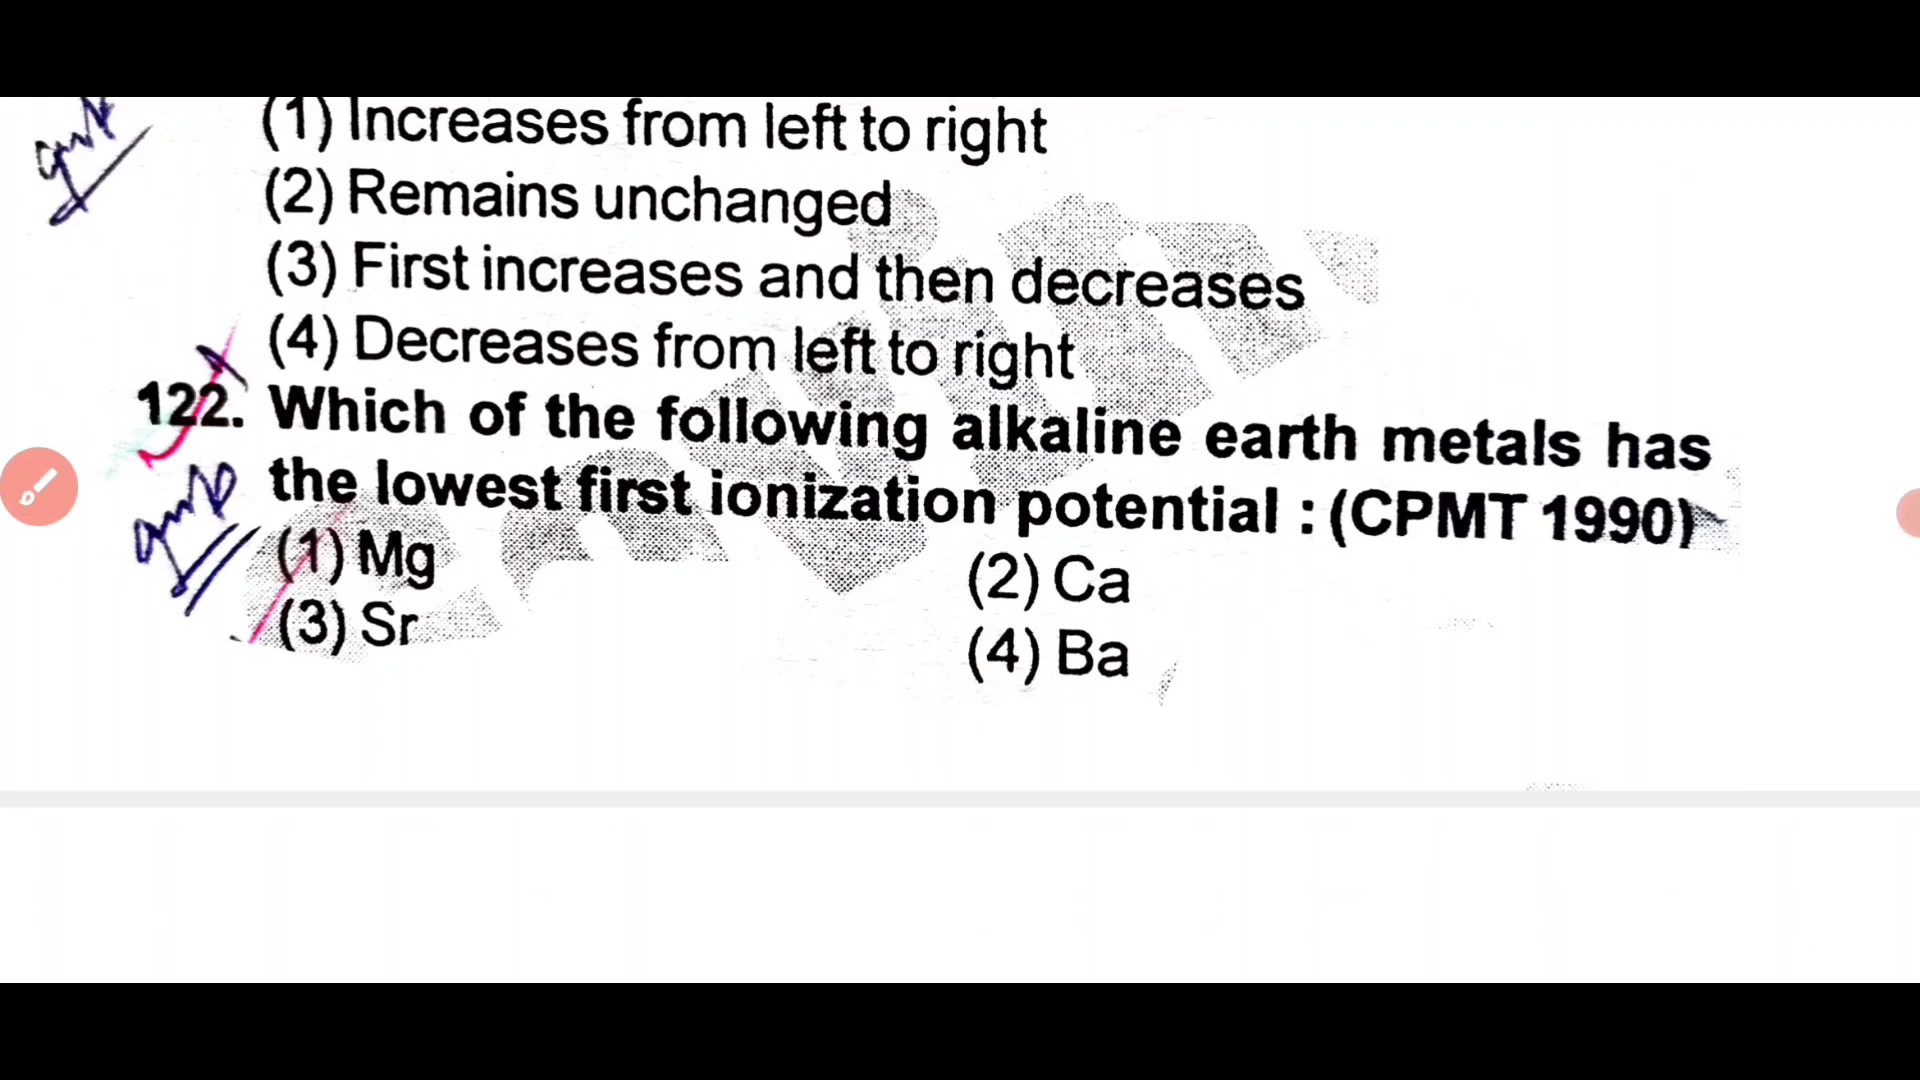 (1) Increases from left to right
(2) Remains unchanged
(3) First increases and then decreases
(4) Decreases from left to right
122. Which of the following alkaline earth metals has
the lowest first ionization potential : (CPMT 1990)
(1) Mg
(2) Ca
(3) Sr
(4) Ba